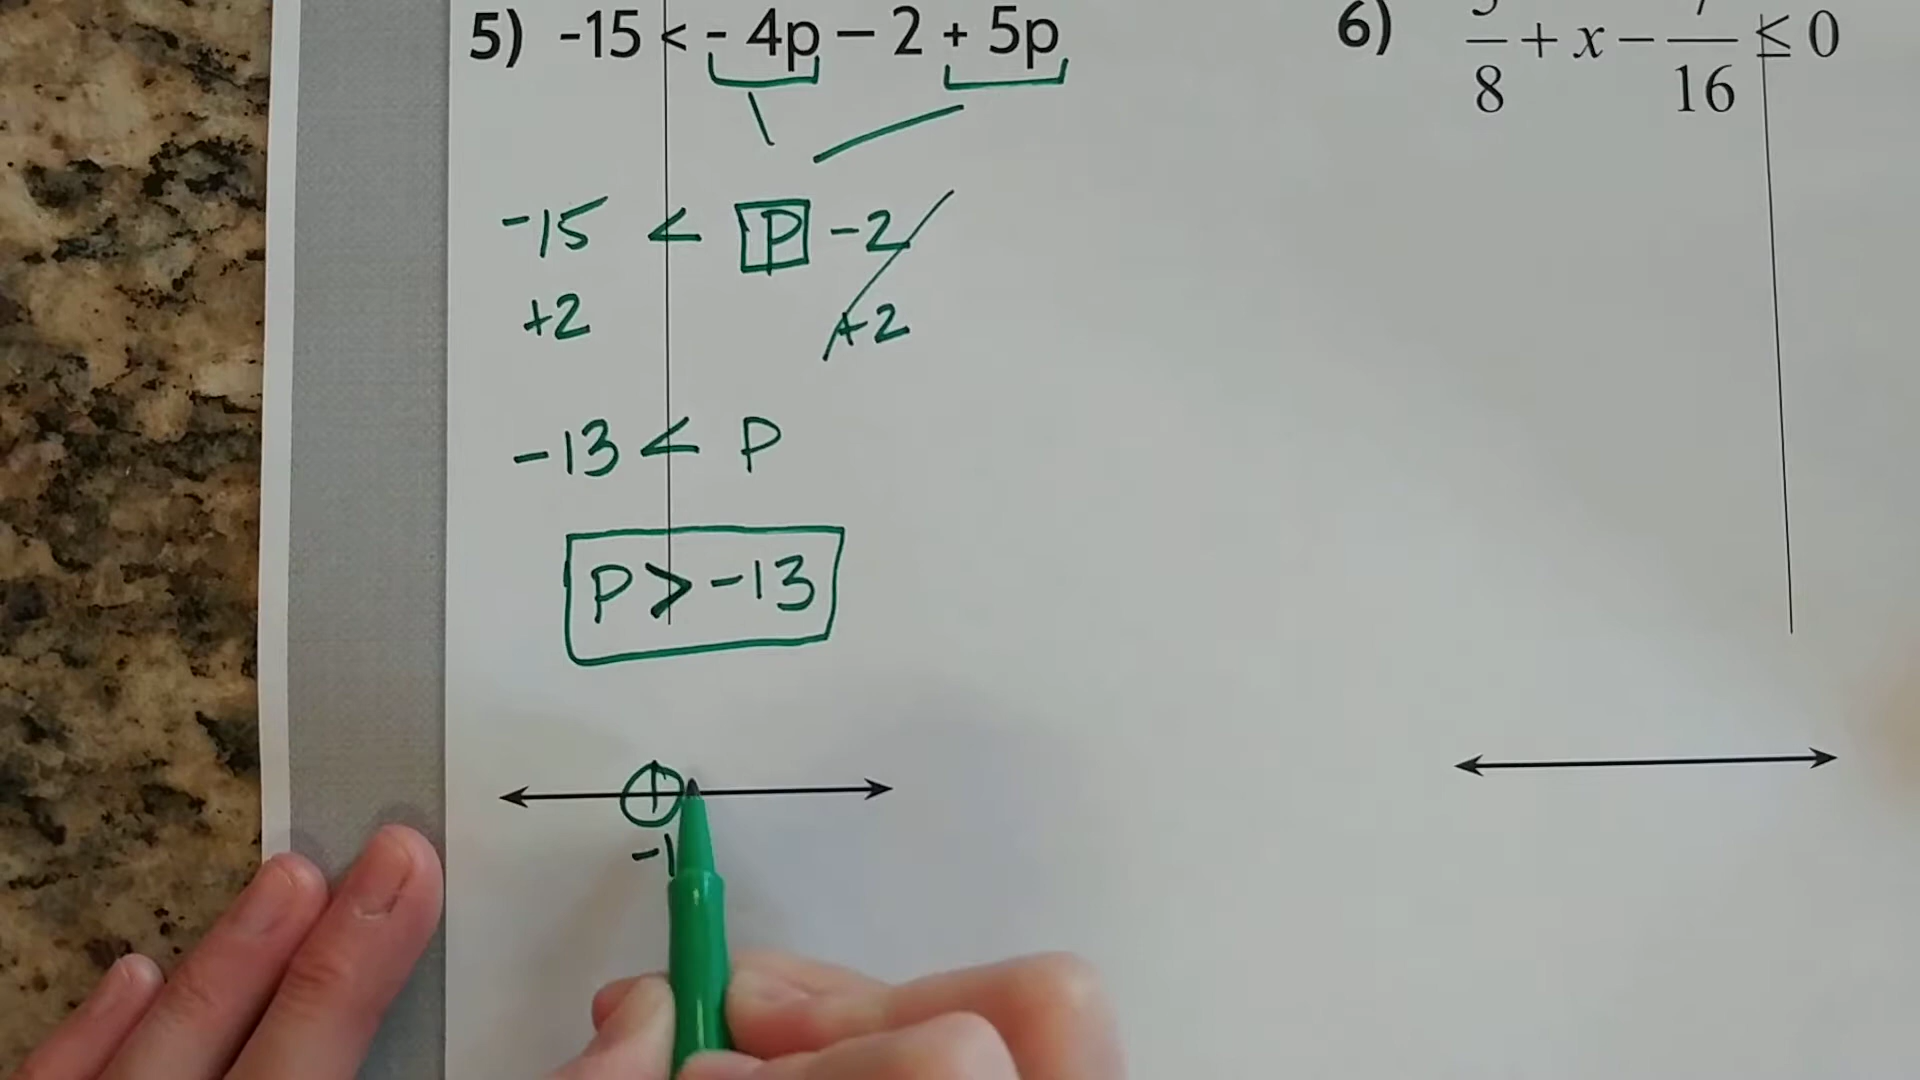 5) -15 < - 4p - 2 + 5p
-15 < P -2
+2 +2
-13 < P
P > -13
-1
6)
8 + x - 16 ≤ 0